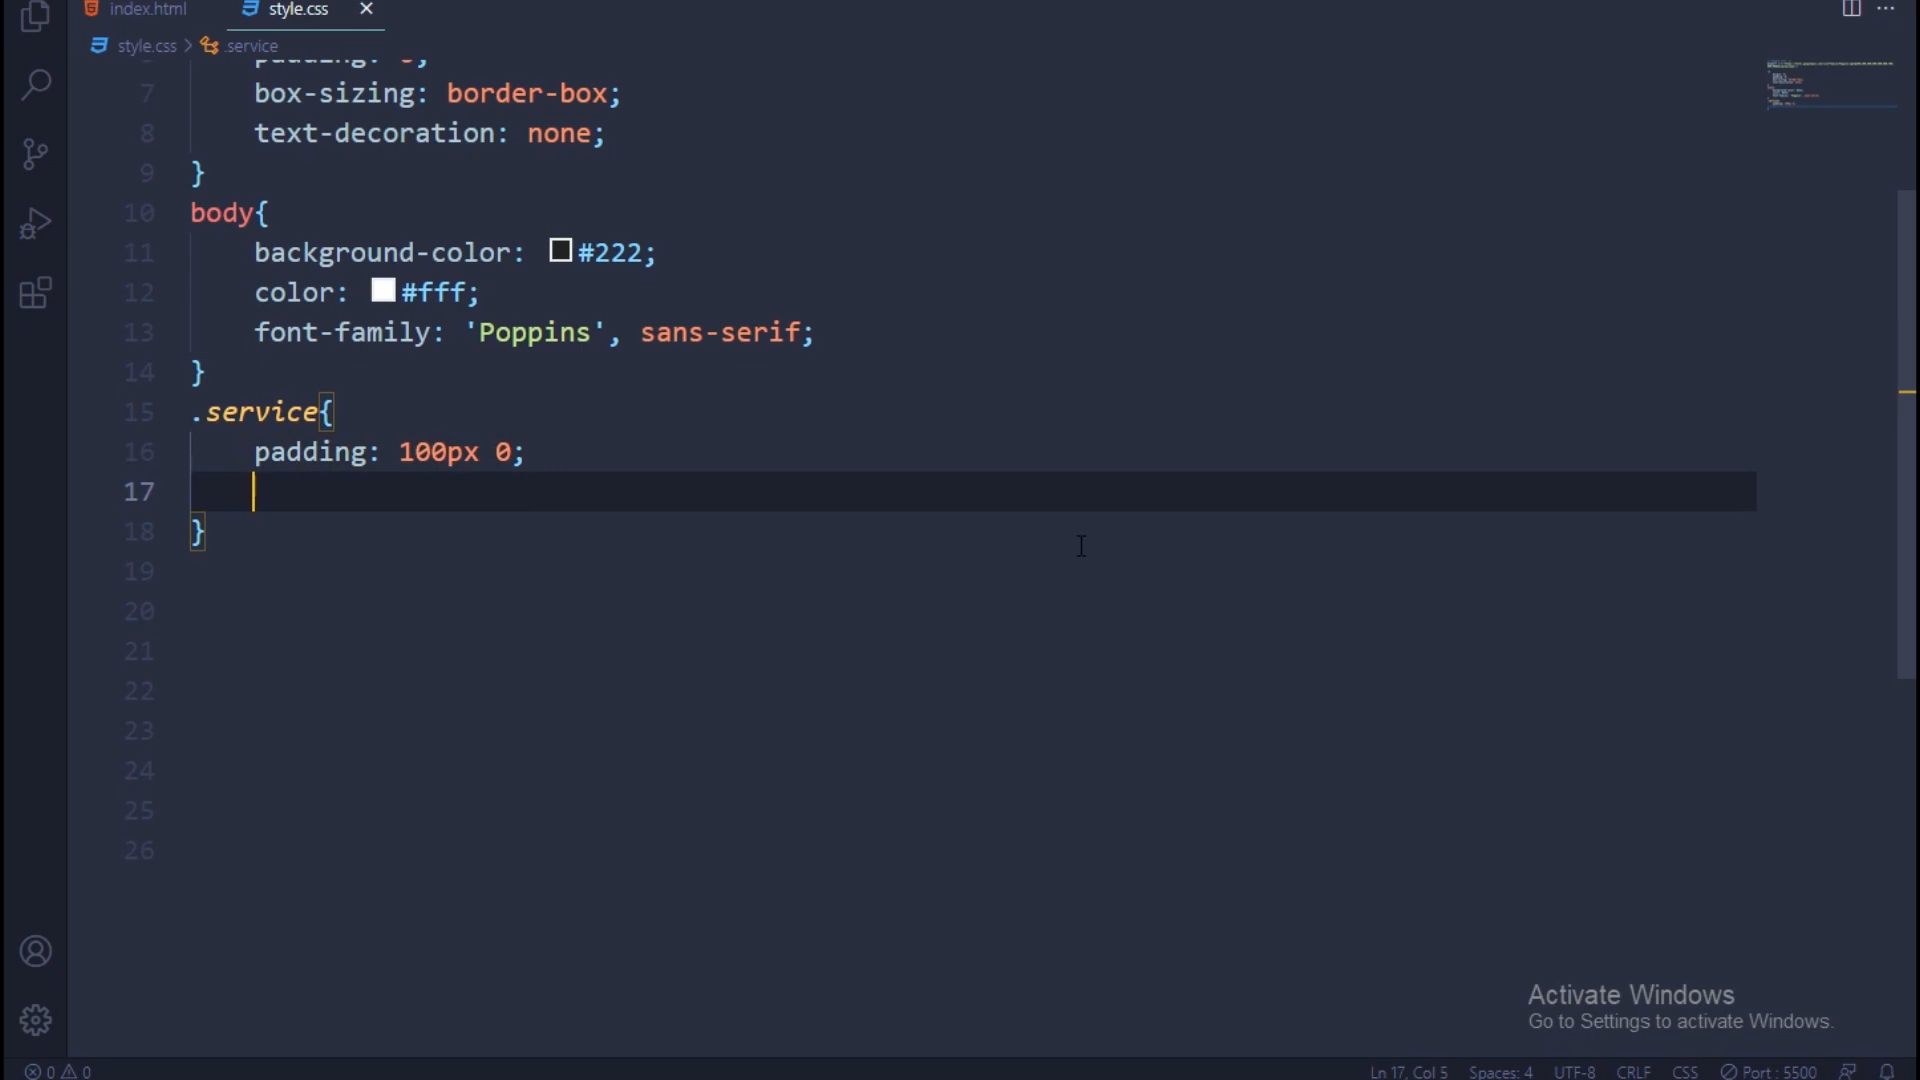 index.html
style.css
style.css > .service
padding: 0;
7 box-sizing: border-box;
8 text-decoration: none;
9 }
10 body{
11 background-color: #222;
12 color: #fff;
13 font-family: 'Poppins', sans-serif;
14 }
15 .service{
16 padding: 100px 0;
17
18 }
19
20
21
22
23
24
25
26
Activate Windows
Go to Settings to activate Windows.
0 0
Ln 17, Col 5 Spaces: 4 UTF-8 CRLF CSS Port : 5500